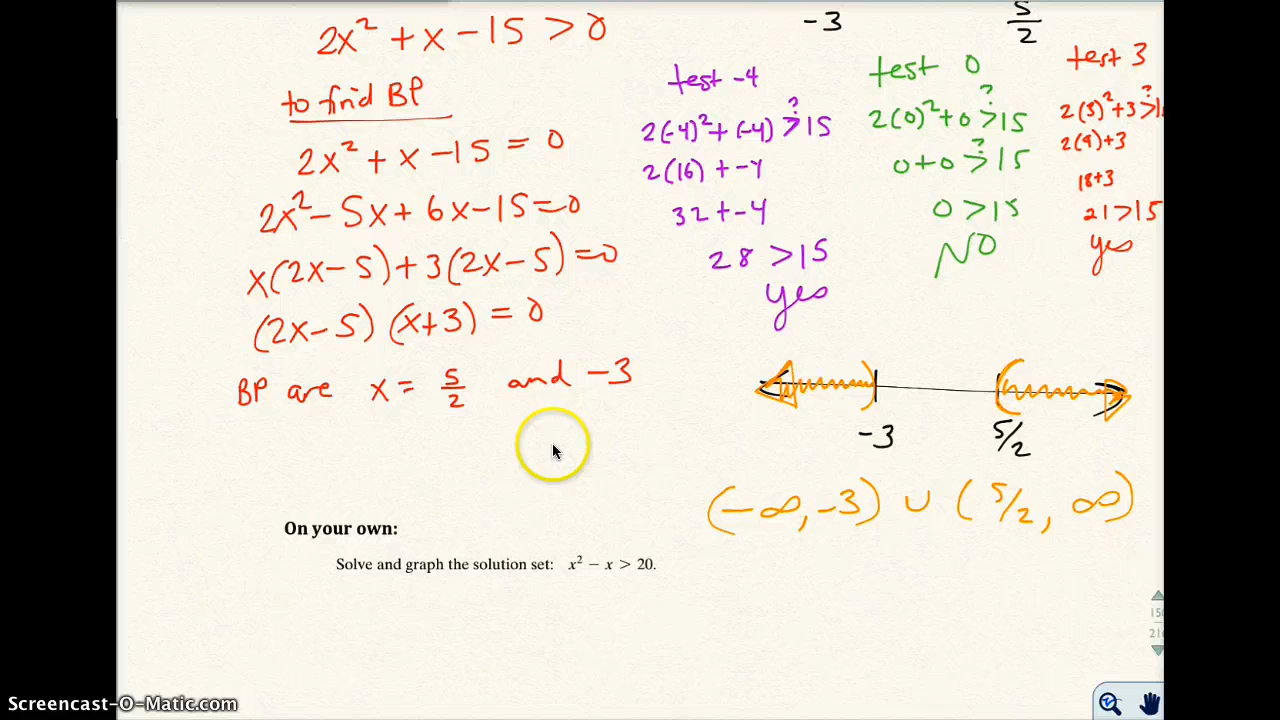 2x² + x - 15 > 0
to find BP
2x² + x - 15 = 0
2x² - 5x + 6x - 15 = 0
x(2x - 5) + 3(2x - 5) = 0
(2x - 5) (x + 3) = 0
BP are x = 5/2 and -3
-3
5/2
test -4
2(-4)² + (-4) >? 15
2(16) + -4
32 + -4
28 > 15
yes
test 0
2(0)² + 0 >? 15
0 + 0 >? 15
0 > 15
NO
test 3
2(3)² + 3 >? 1
2(9) + 3
18 + 3
21 > 15
yes
-3
5/2
(-∞, -3) ∪ (5/2, ∞)
On your own:
Solve and graph the solution set: x² − x > 20.
Screencast-O-Matic.com